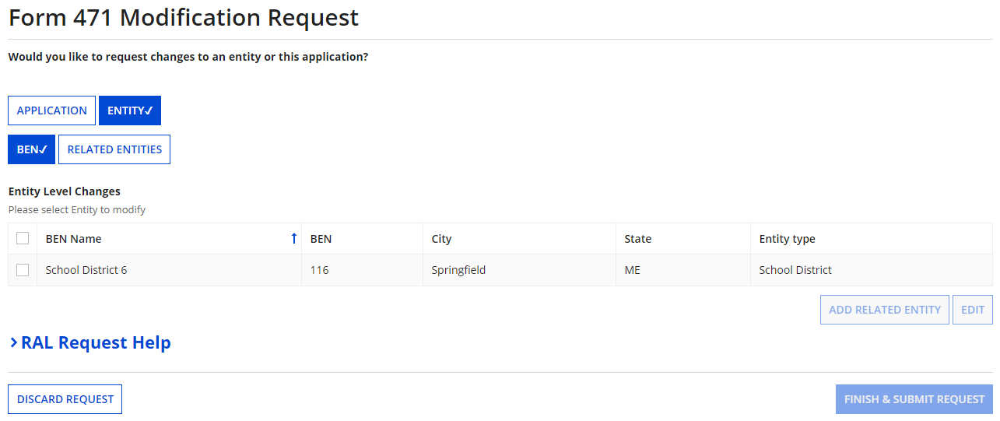 Form 471 Modification Request
Would you like to request changes to an entity or this application?
APPLICATION ENTITY✓
BEN✓ RELATED ENTITIES
Entity Level Changes
Please select Entity to modify
BEN Name ↑ BEN City State Entity type
School District 6 116 Springfield ME School District
ADD RELATED ENTITY EDIT
RAL Request Help
DISCARD REQUEST FINISH & SUBMIT REQUEST